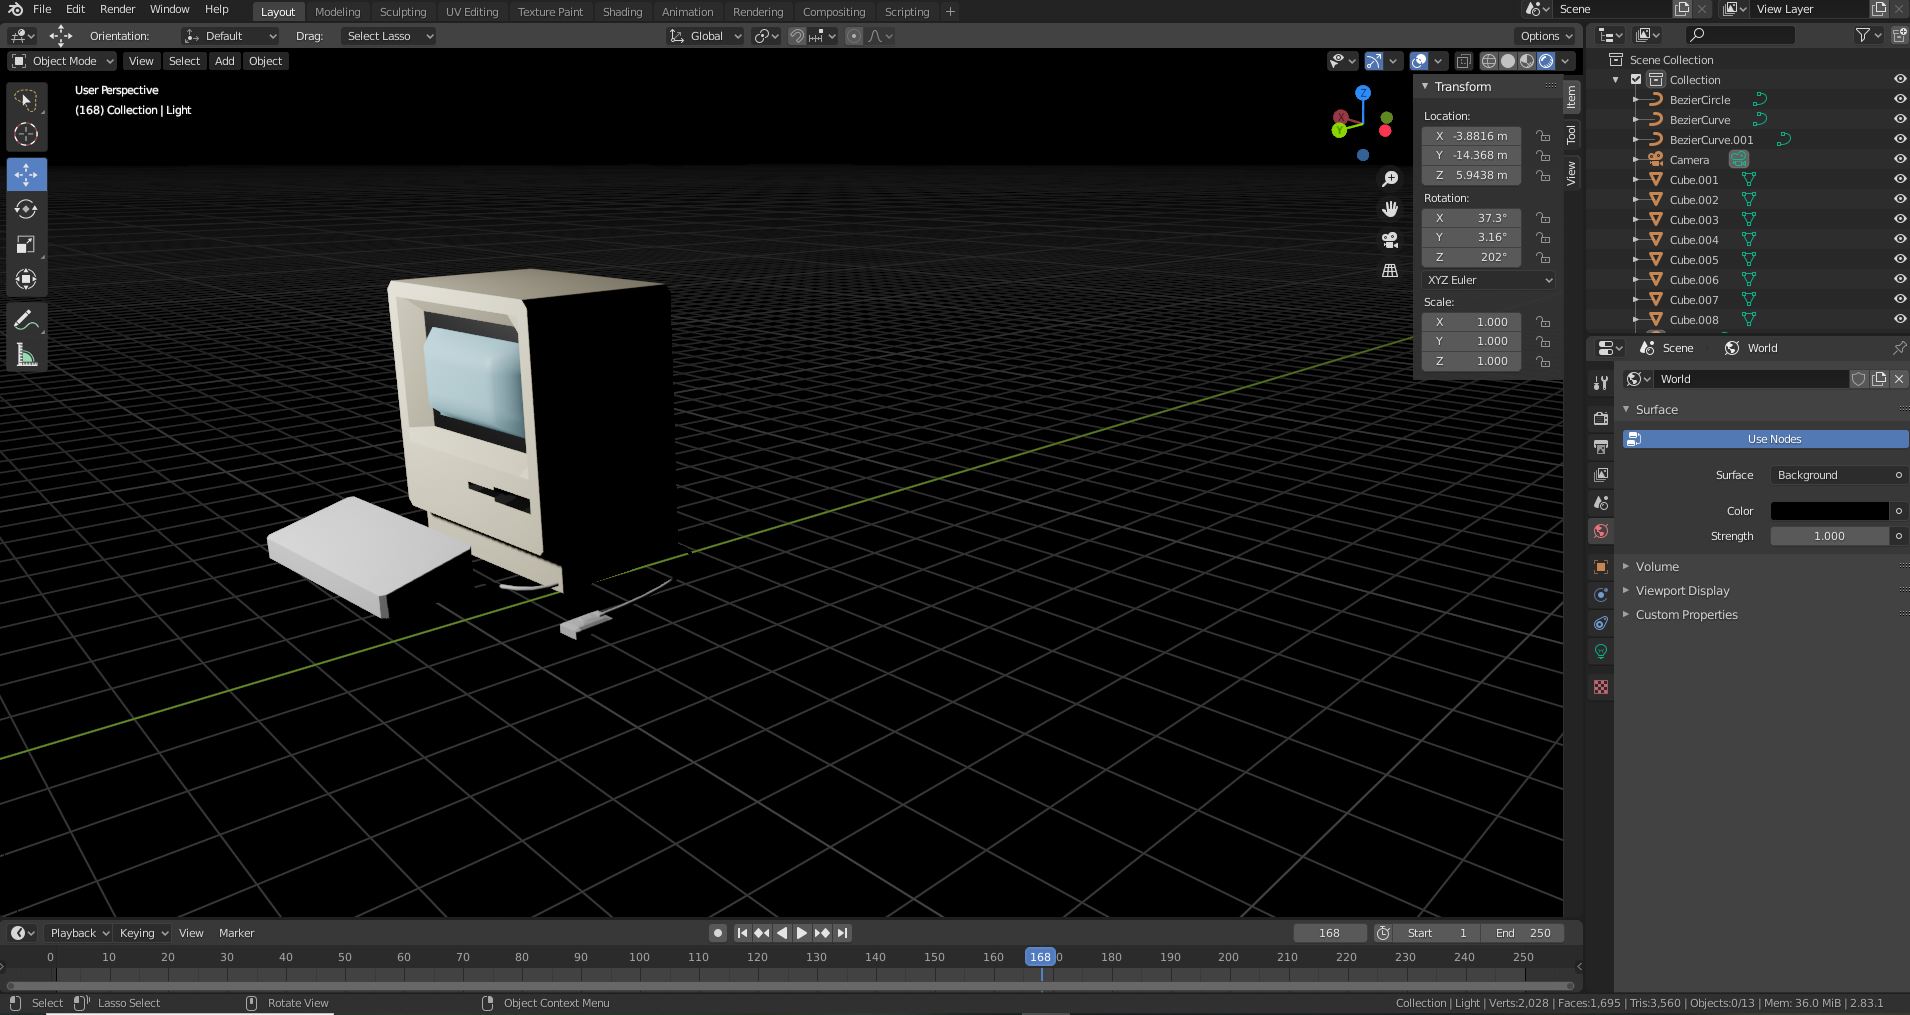 File Edit Render Window Help Layout Modeling Sculpting UV Editing Texture Paint Shading Animation Rendering Compositing Scripting + Scene View Layer
Orientation: Default Drag: Select Lasso Global Options
Object Mode View Select Add Object
User Perspective
(168) Collection | Light
Z
X
Y
Transform
Location:
X -3.8816 m
Y -14.368 m
Z 5.9438 m
Rotation:
X 37.3°
Y 3.16°
Z 202°
XYZ Euler
Scale:
X 1.000
Y 1.000
Z 1.000
Item
Tool
View
Scene Collection
Collection
BezierCircle
BezierCurve
BezierCurve.001
Camera
Cube.001
Cube.002
Cube.003
Cube.004
Cube.005
Cube.006
Cube.007
Cube.008
Scene World
World
Surface
Use Nodes
Surface Background
Color
Strength 1.000
Volume
Viewport Display
Custom Properties
Playback Keying View Marker 168 Start 1 End 250
0 10 20 30 40 50 60 70 80 90 100 110 120 130 140 150 160 168 0 180 190 200 210 220 230 240 250
Select Lasso Select Rotate View Object Context Menu Collection | Light | Verts:2,028 | Faces:1,695 | Tris:3,560 | Objects:0/13 | Mem: 36.0 MiB | 2.83.1